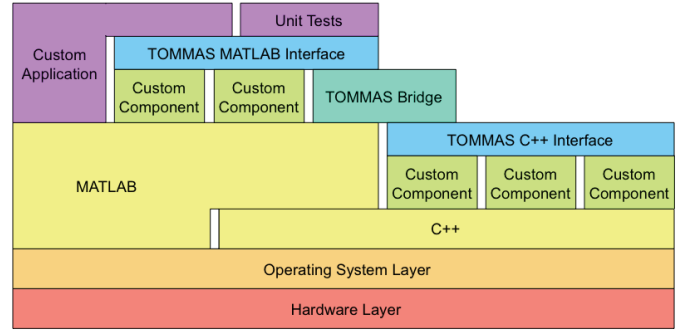 Unit Tests
Custom
Application
TOMMAS MATLAB Interface
Custom
Component
Custom
Component
TOMMAS Bridge
TOMMAS C++ Interface
MATLAB
Custom
Component
Custom
Component
Custom
Component
C++
Operating System Layer
Hardware Layer